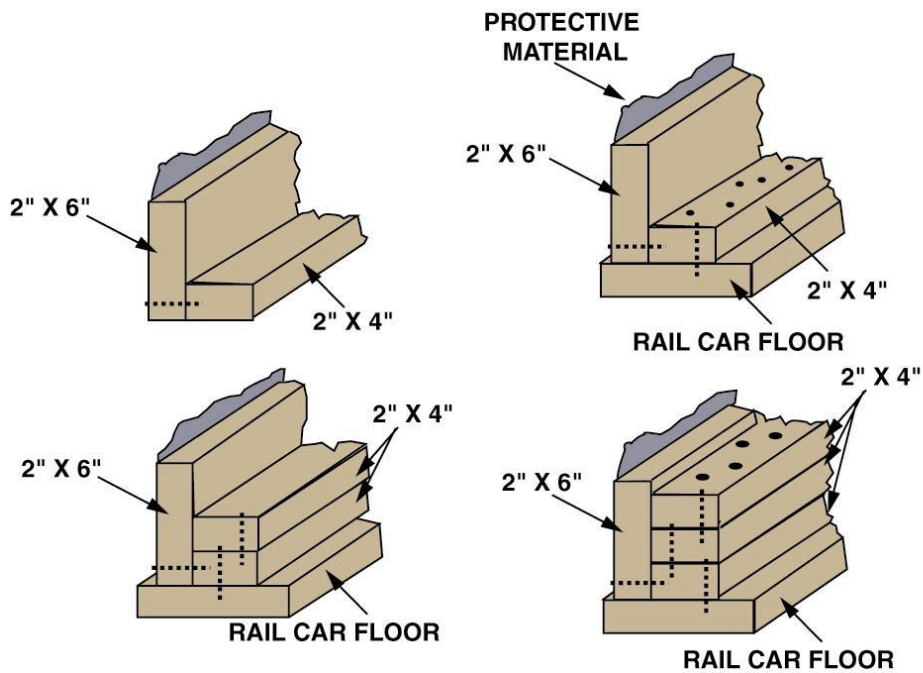 PROTECTIVE
MATERIAL
2" X 6"
2" X 4"
2" X 6"
2" X 4"
RAIL CAR FLOOR
2" X 6"
2" X 4"
RAIL CAR FLOOR
2" X 4"
2" X 6"
RAIL CAR FLOOR